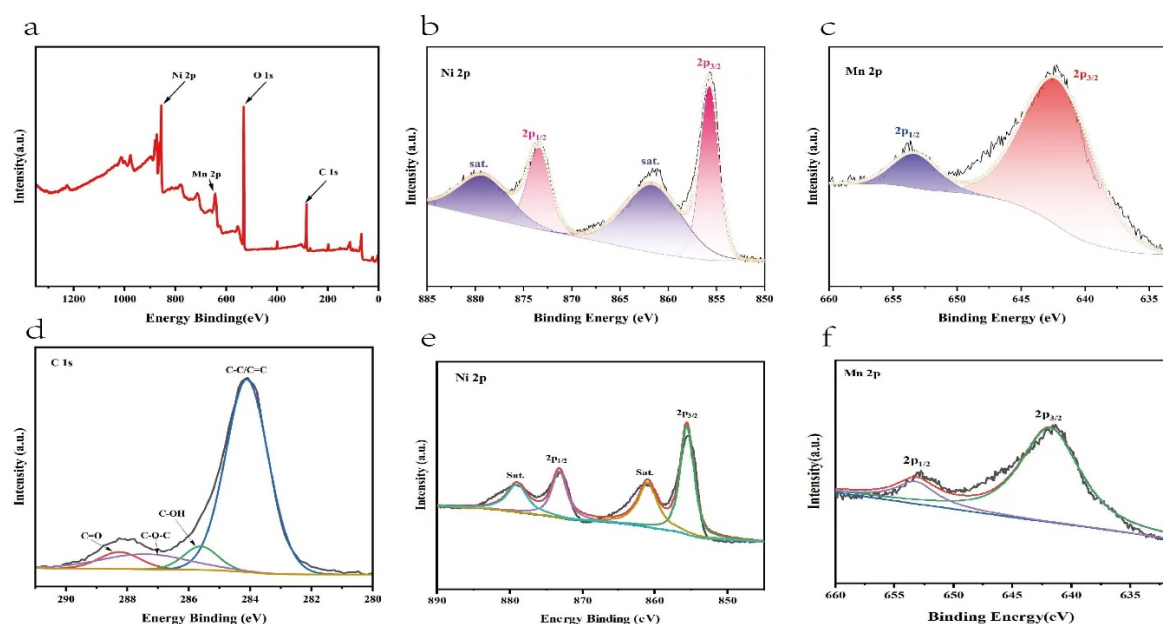 a
Ni 2p
O 1s
Mn 2p
C 1s
Intensity(a.u.)
1200 1000 800 600 400 200 0
Energy Binding(eV)
b
Ni 2p
2p3/2
2p1/2
sat.
sat.
Intensity (a.u.)
885 880 875 870 865 860 855 850
Binding Energy (eV)
c
Mn 2p
2p3/2
2p1/2
Intensity (a.u.)
660 655 650 645 640 635
Binding Energy (eV)
d
C 1s
C-C/C=C
C-OH
C=O
C-O-C
Intensity (a.u.)
290 288 286 284 282 280
Energy Binding (eV)
e
Ni 2p
2p3/2
2p1/2
Sat.
Sat.
Intensity (a.u.)
890 880 870 860 850
Energy Binding (eV)
f
Mn 2p
2p3/2
2p1/2
Intensity (a.u.)
660 655 650 645 640 635
Binding Energy(eV)